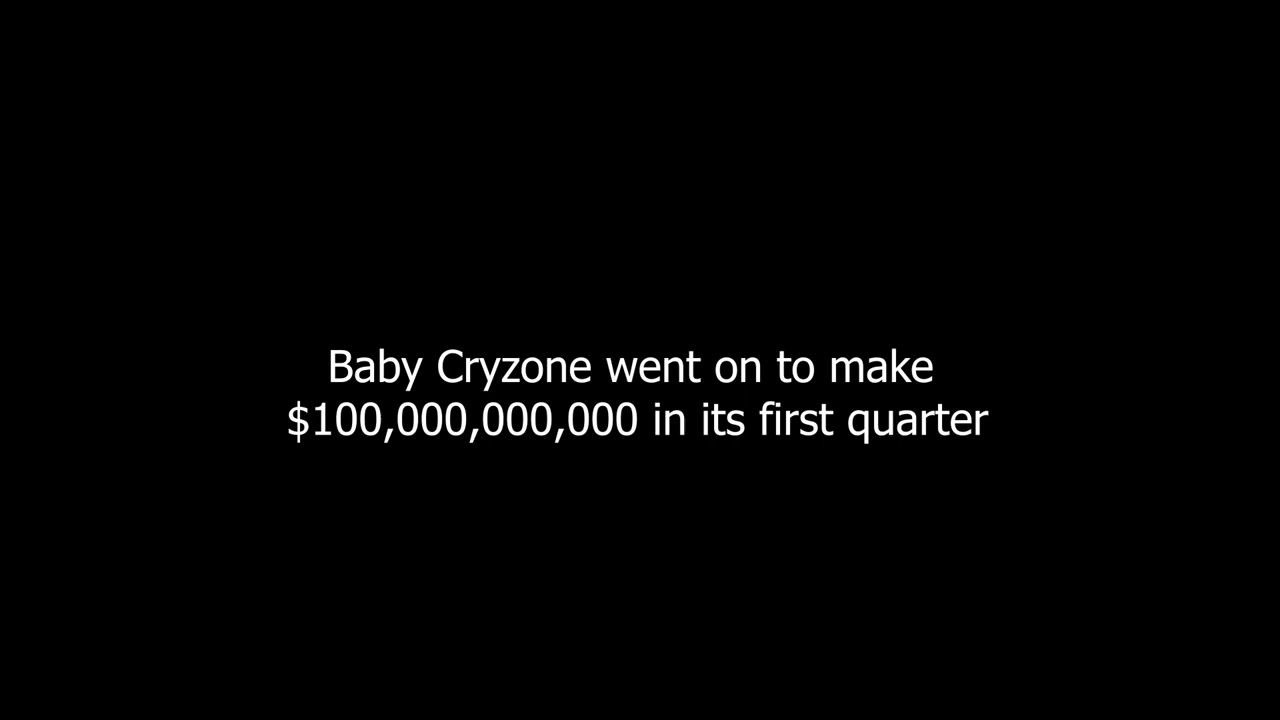 Baby Cryzone went on to make
$100,000,000,000 in its first quarter